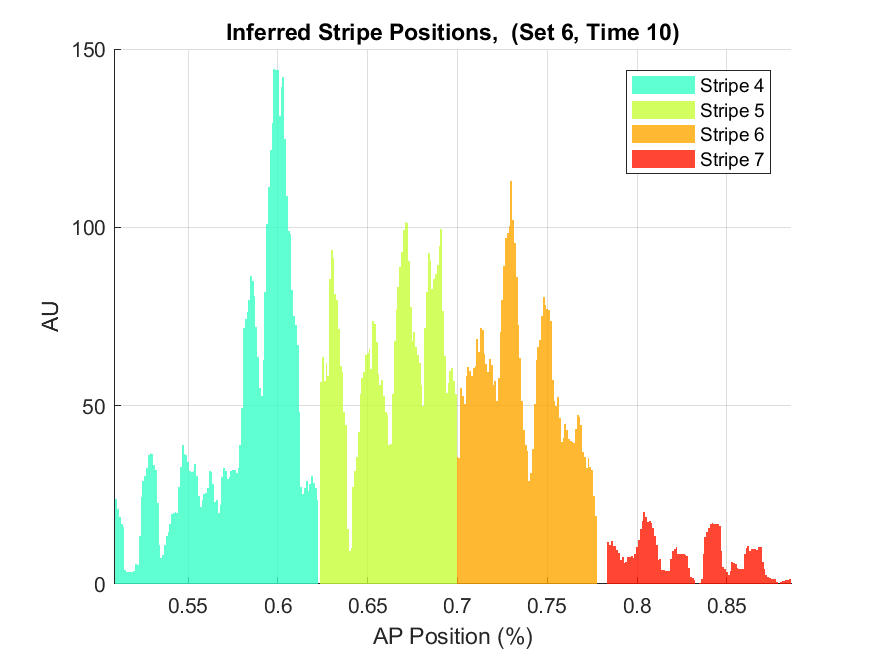 Inferred Stripe Positions,  (Set 6, Time 10)
150
100
50
0
AU
Stripe 4
Stripe 5
Stripe 6
Stripe 7
0.55 0.6 0.65 0.7 0.75 0.8 0.85
AP Position (%)